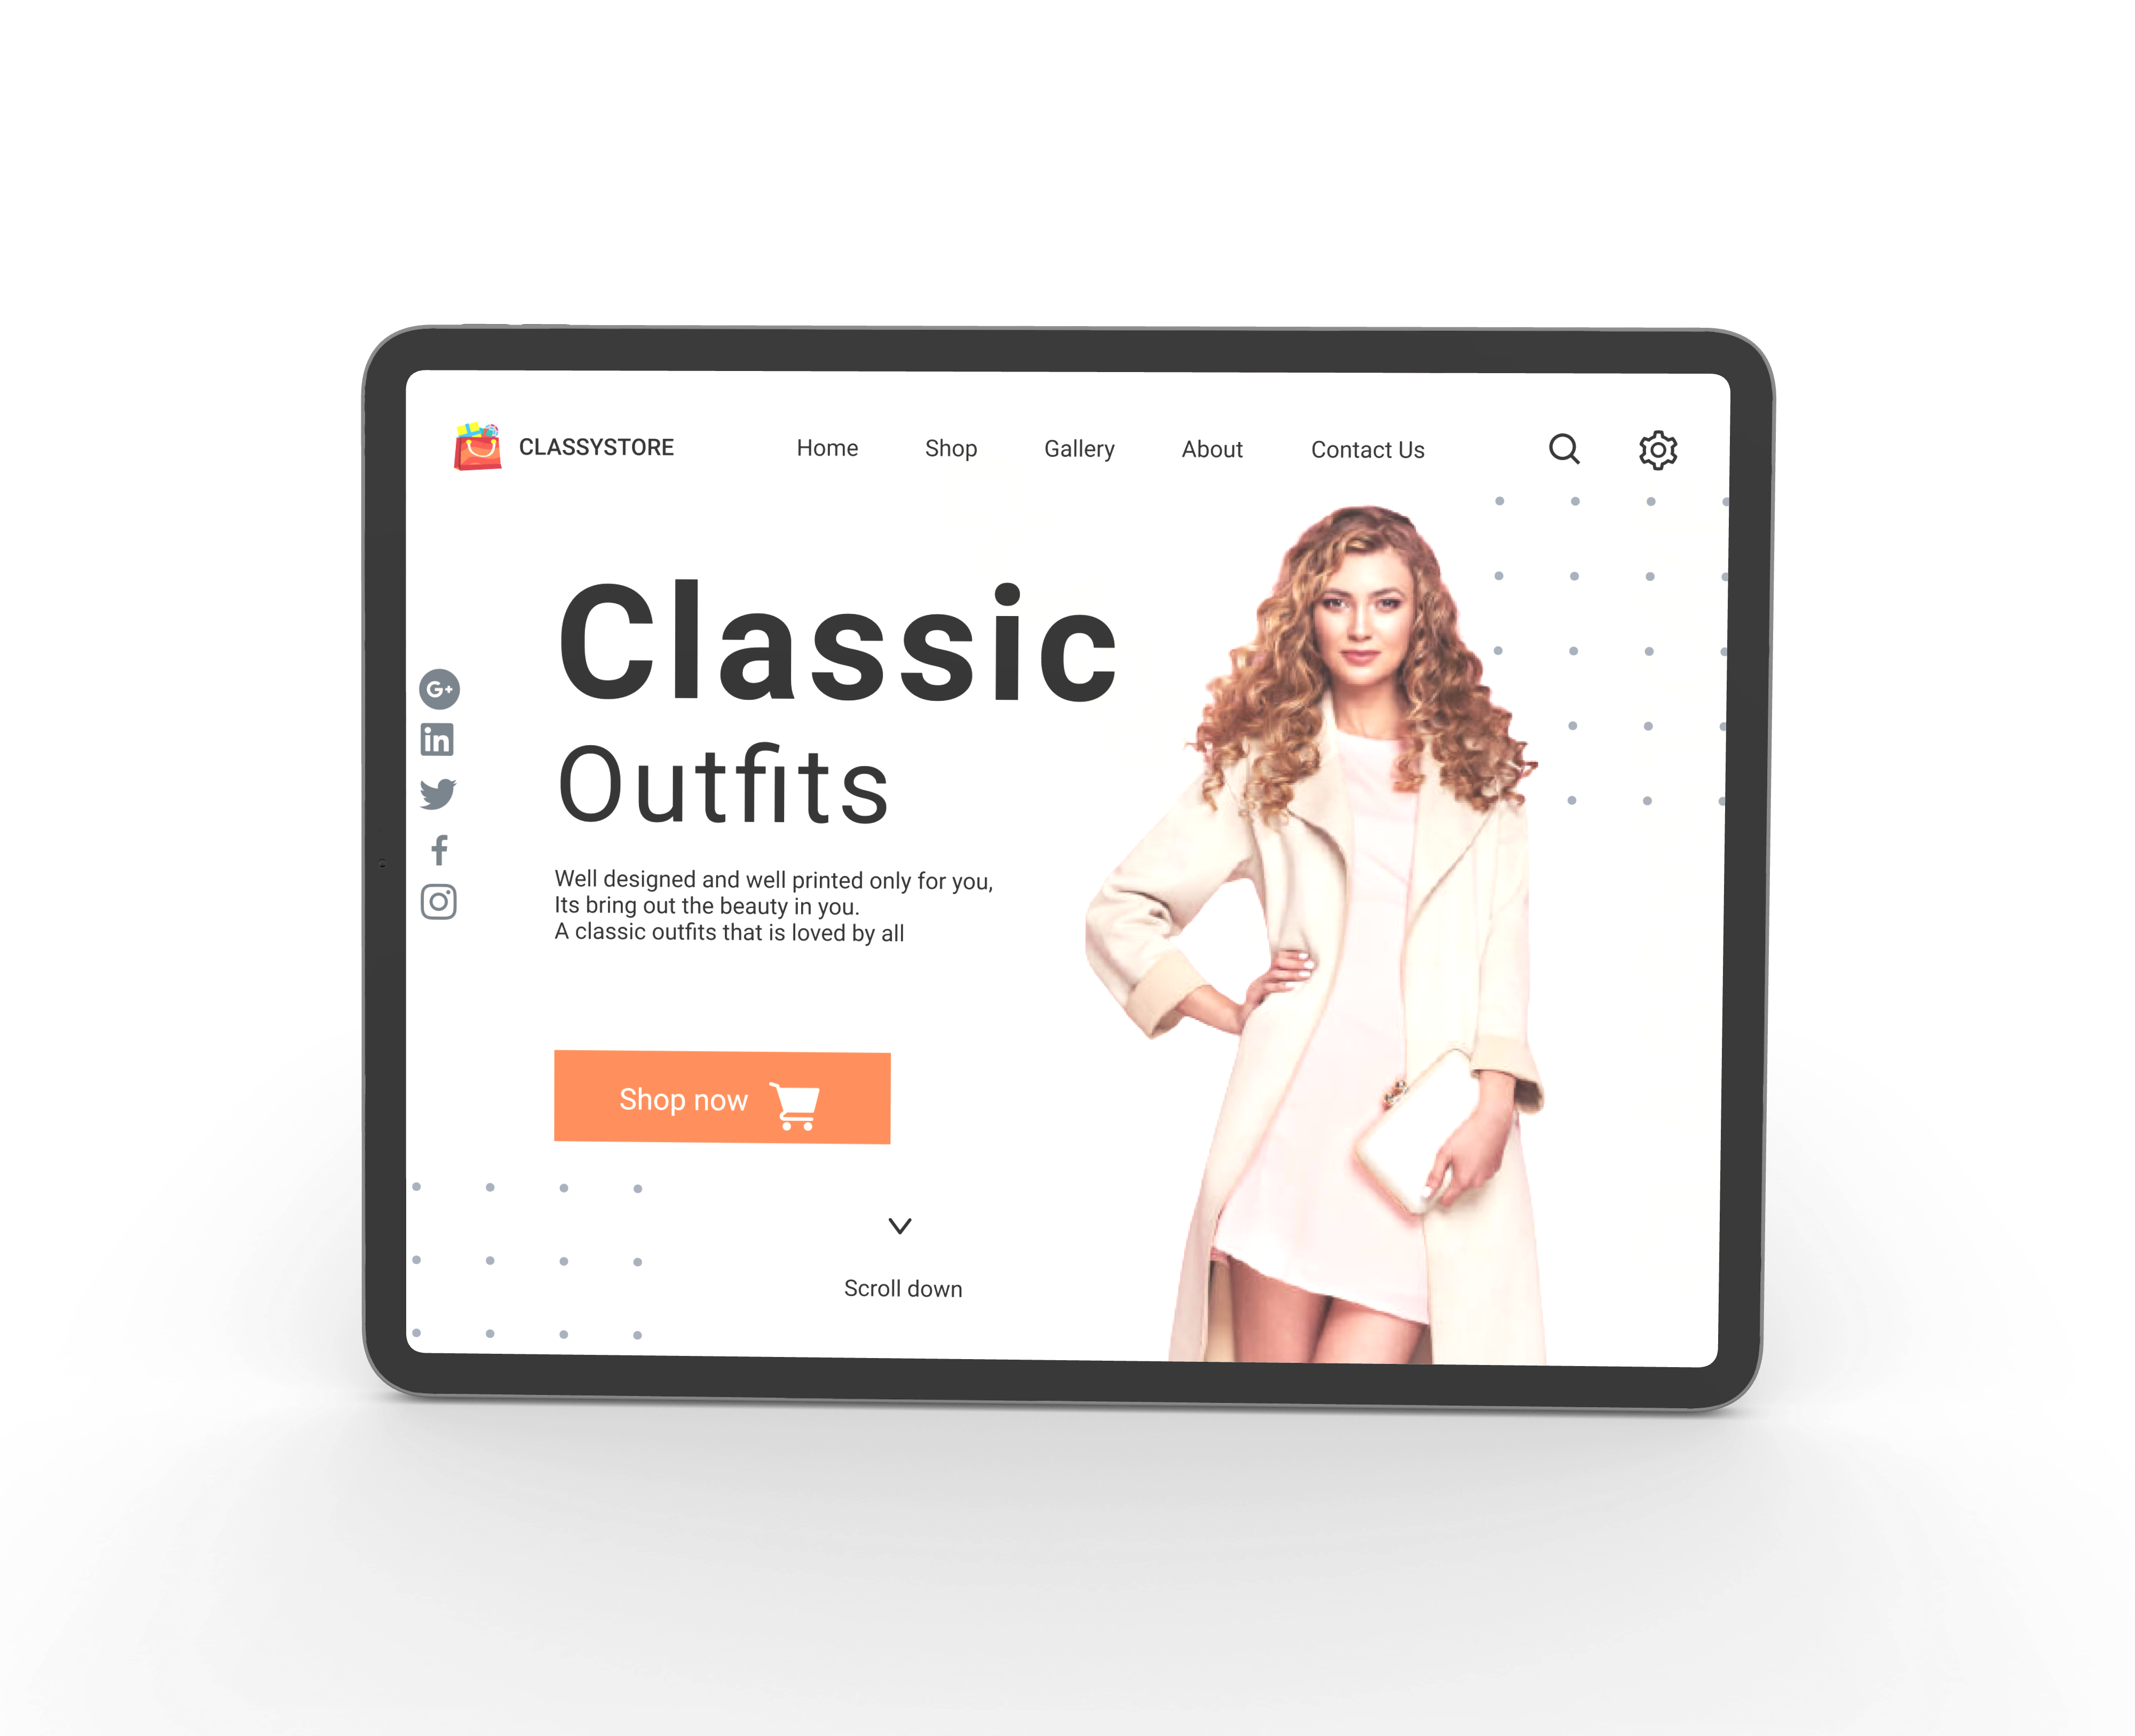 CLASSYSTORE
Home Shop Gallery About Contact Us
Classic
Outfits
G+
in
f
Well designed and well printed only for you,
Its bring out the beauty in you.
A classic outfits that is loved by all
Shop now
Scroll down